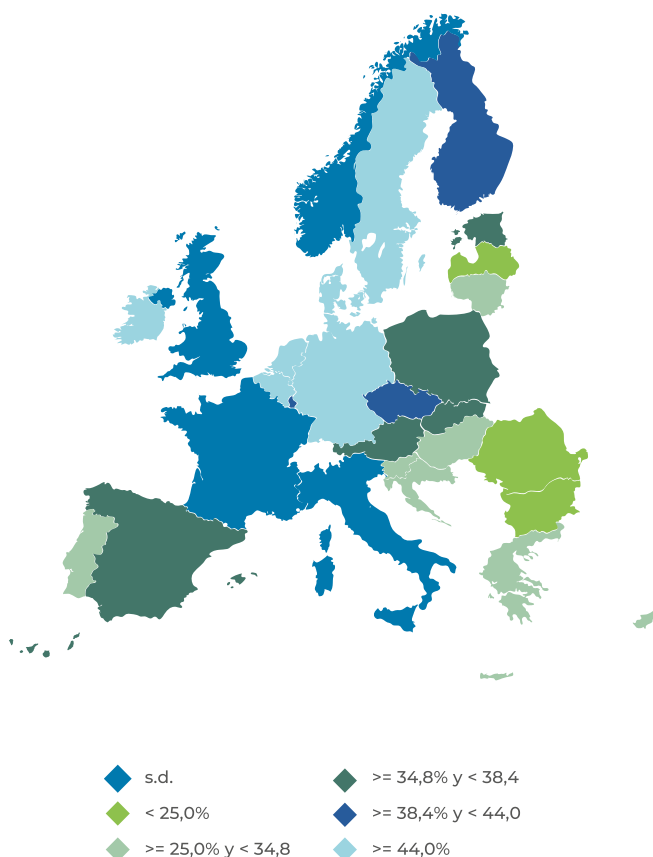 s.d.
< 25,0%
>= 25,0% y < 34,8
>= 34,8% y < 38,4
>= 38,4% y < 44,0
>= 44,0%